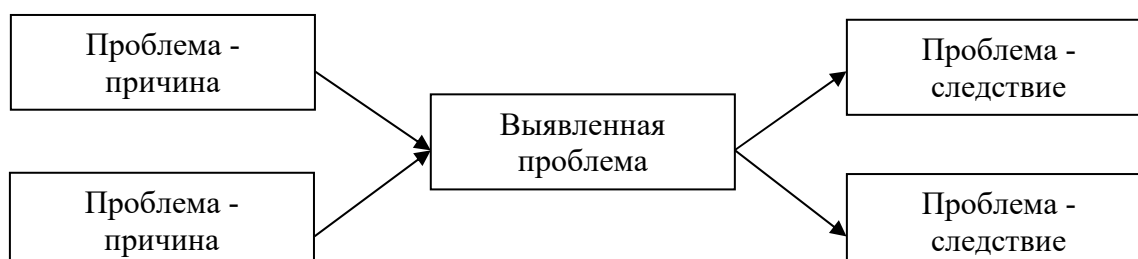 Проблема -
причина
Проблема -
причина
Выявленная
проблема
Проблема -
следствие
Проблема -
следствие